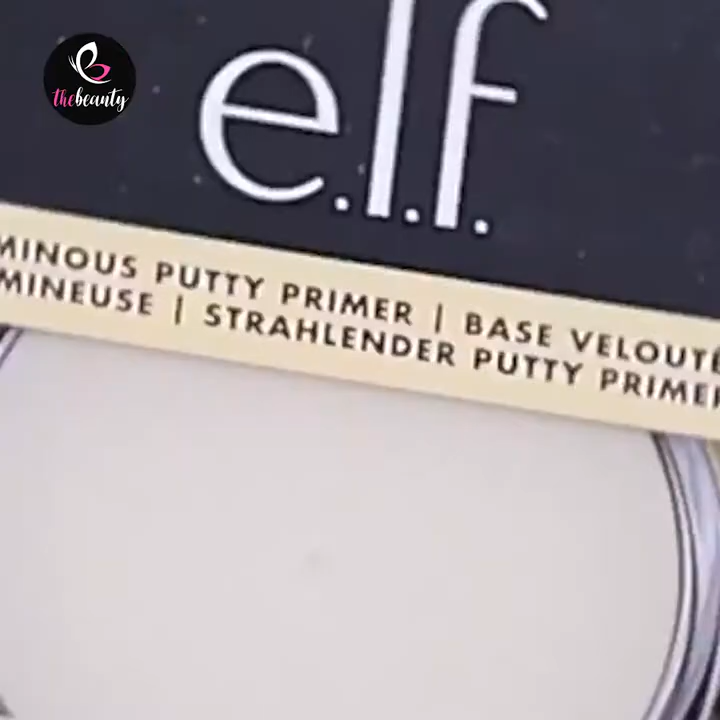 thebeauty
e.l.f.
MINOUS PUTTY PRIMER | BASE VELOUTÉ
MINEUSE | STRAHLENDER PUTTY PRIMER